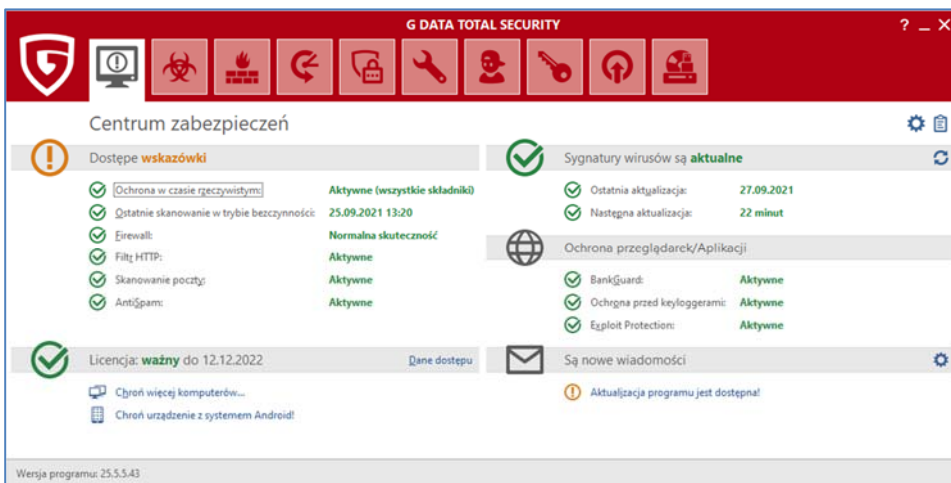 G DATA TOTAL SECURITY
Centrum zabezpieczeń
Dostępe wskazówki
Ochrona w czasie rzeczywistym: Aktywne (wszystkie składniki)
Ostatnie skanowanie w trybie bezczynności: 25.09.2021 13:20
Firewall: Normalna skuteczność
Filtr HTTP: Aktywne
Skanowanie poczty: Aktywne
AntiSpam: Aktywne
Sygnatury wirusów są aktualne
Ostatnia aktualizacja: 27.09.2021
Następna aktualizacja: 22 minut
Ochrona przeglądarek/Aplikacji
BankGuard: Aktywne
Ochrona przed keyloggerami: Aktywne
Exploit Protection: Aktywne
Licencja: ważny do 12.12.2022 Dane dostępu
Chroń więcej komputerów...
Chroń urządzenie z systemem Android!
Są nowe wiadomości
Aktualizacja programu jest dostępna!
Wersja programu: 25.5.5.43